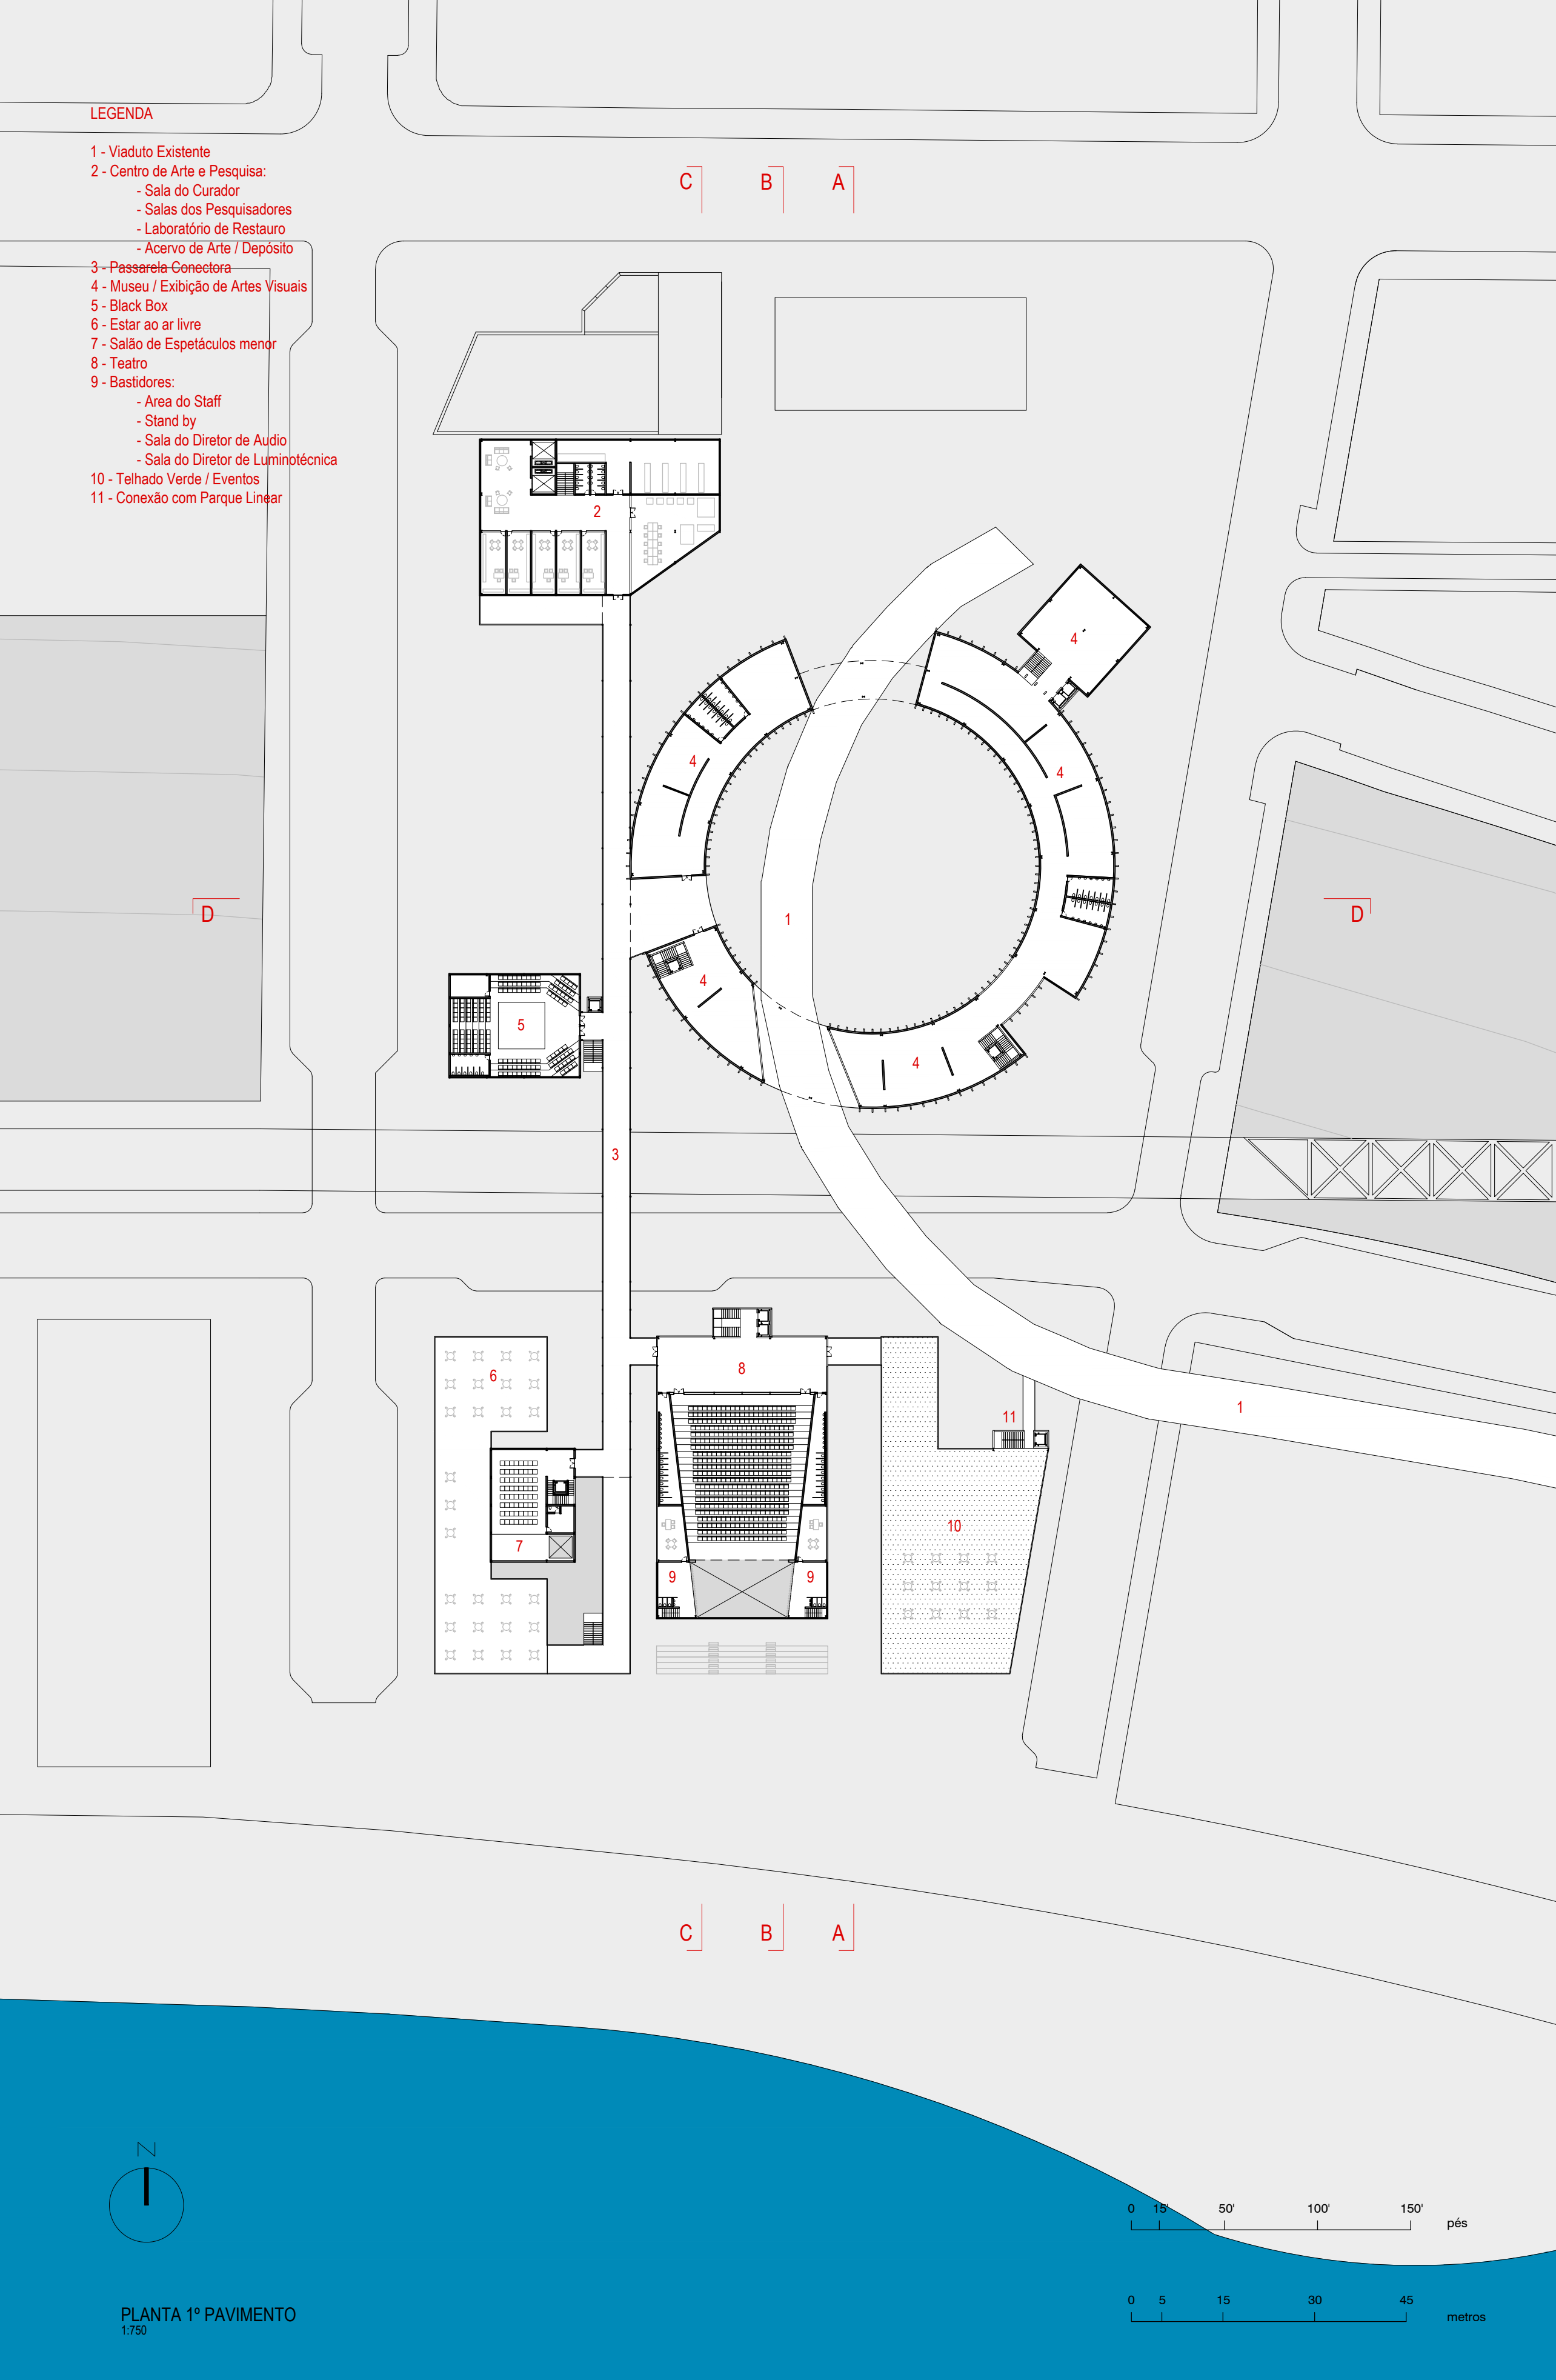 LEGENDA
1 - Viaduto Existente
2 - Centro de Arte e Pesquisa:
- Sala do Curador
- Salas dos Pesquisadores
- Laboratório de Restauro
- Acervo de Arte / Depósito
3 - Passarela Conectora
4 - Museu / Exibição de Artes Visuais
5 - Black Box
6 - Estar ao ar livre
7 - Salão de Espetáculos menor
8 - Teatro
9 - Bastidores:
- Area do Staff
- Stand by
- Sala do Diretor de Audio
- Sala do Diretor de Luminotécnica
10 - Telhado Verde / Eventos
11 - Conexão com Parque Linear
C B A
2
4
4
4
D
1
D
4
5
4
3
8
6
1
11
10
7
9
9
C B A
N
0 15' 50' 100' 150'
pés
0 5 15 30 45
metros
PLANTA 1º PAVIMENTO
1:750